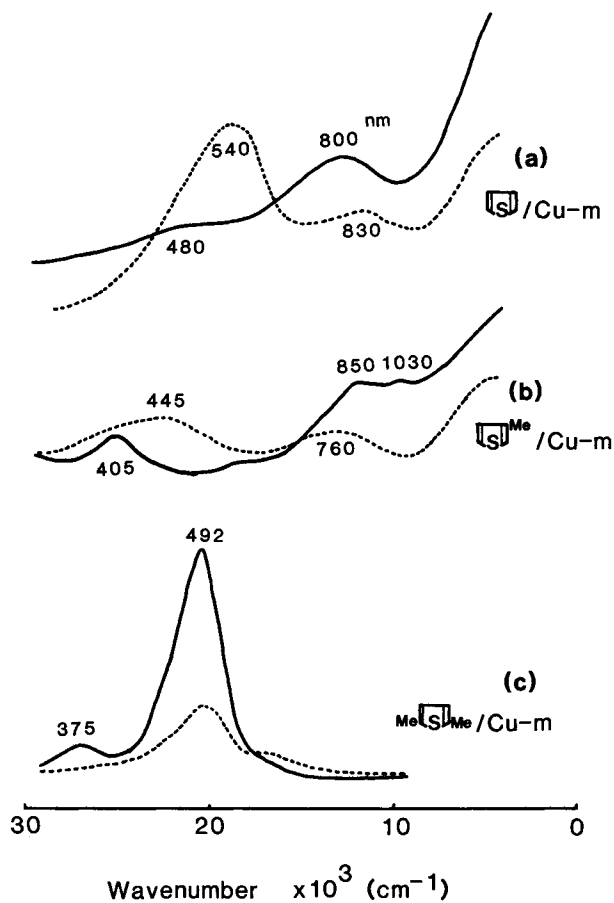 540
800 nm
(a)
S /Cu-m
480
830
445
850 1030
(b)
S Me /Cu-m
405
760
492
(c)
375
Me S Me /Cu-m
30 20 10 0
Wavenumber x10³ (cm⁻¹)